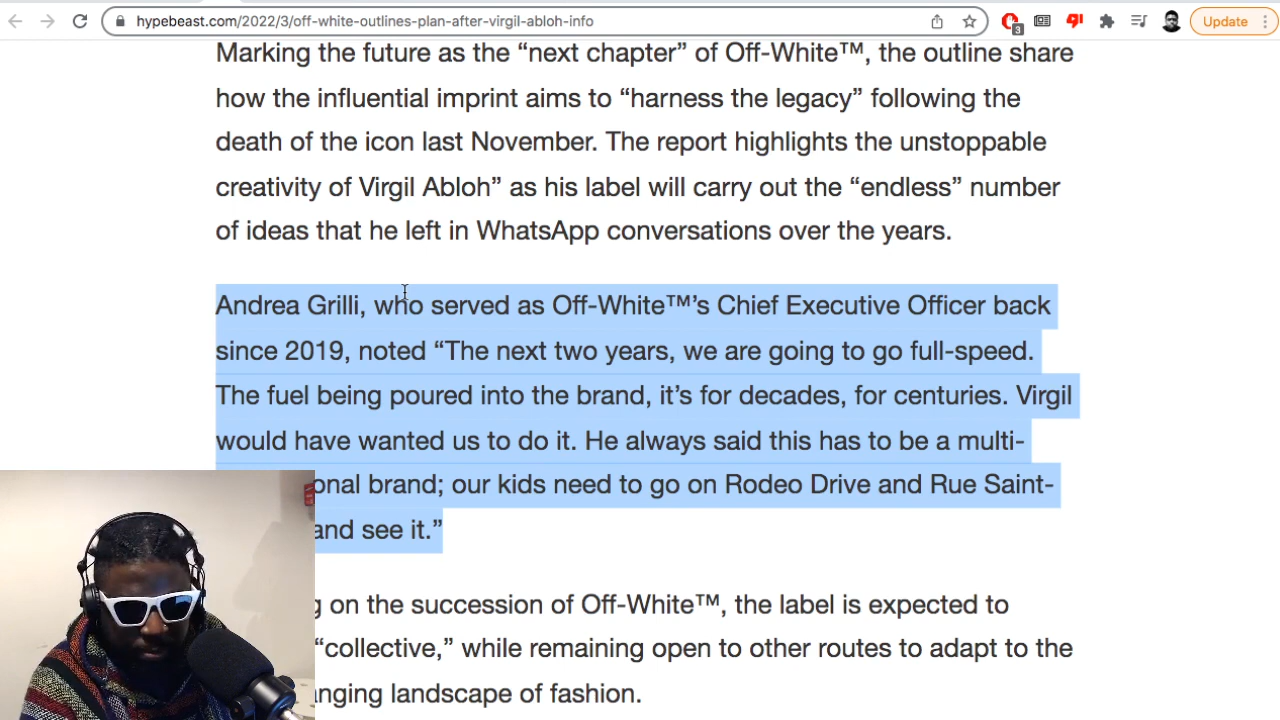 hypebeast.com/2022/3/off-white-outlines-plan-after-virgil-abloh-info
3
Update
Marking the future as the “next chapter” of Off-White™, the outline share
how the influential imprint aims to “harness the legacy” following the
death of the icon last November. The report highlights the unstoppable
creativity of Virgil Abloh” as his label will carry out the “endless” number
of ideas that he left in WhatsApp conversations over the years.
Andrea Grilli, who served as Off-White™’s Chief Executive Officer back
since 2019, noted “The next two years, we are going to go full-speed.
The fuel being poured into the brand, it’s for decades, for centuries. Virgil
would have wanted us to do it. He always said this has to be a multi-
onal brand; our kids need to go on Rodeo Drive and Rue Saint-
and see it.”
g on the succession of Off-White™, the label is expected to
“collective,” while remaining open to other routes to adapt to the
anging landscape of fashion.